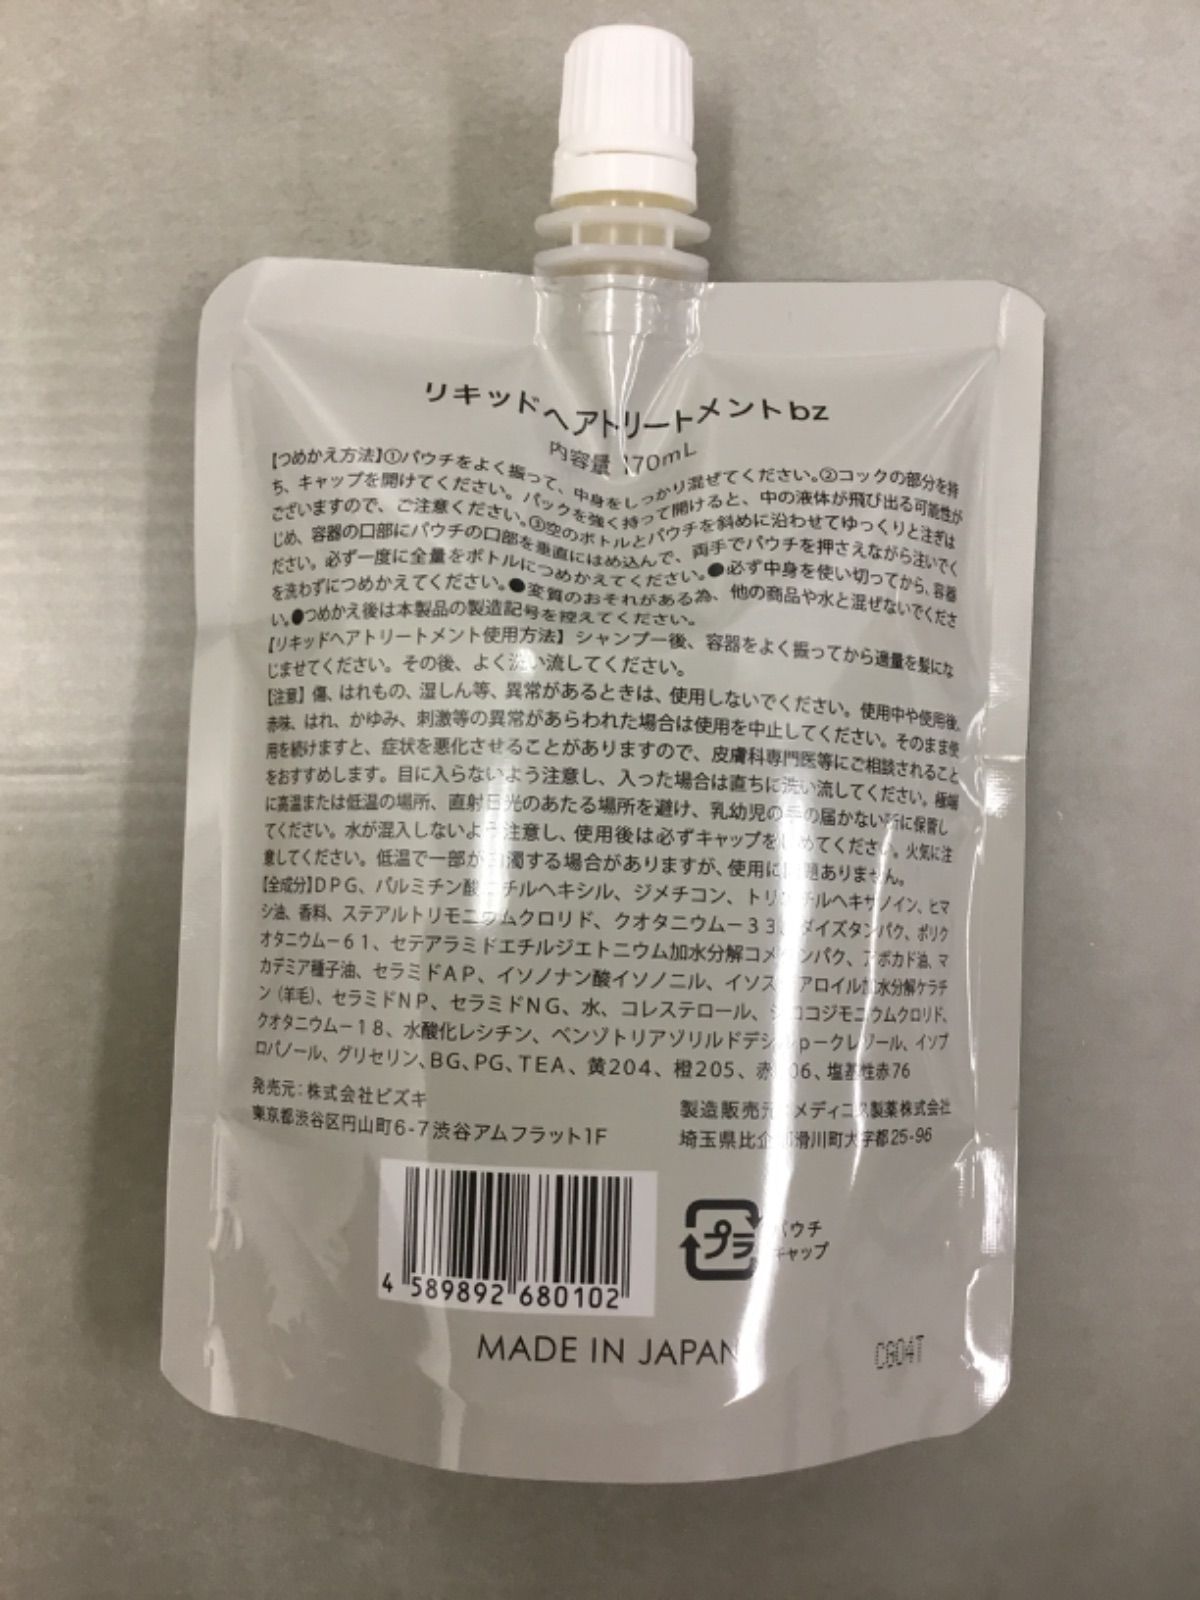 リキッドヘアトリートメントbz
内容量 170mL
【つめかえ方法】①パウチをよく振って、中身をしっかり混ぜてください。②コックの部分を持
ち、キャップを開けてください。パックを強く持って開けると、中の液体が飛び出る可能性が
ございますので、ご注意ください。③空のボトルとパウチを斜めに沿わせてゆっくりと注ぎは
じめ、容器の口部にパウチの口部を垂直にはめ込んで、両手でパウチを押さえながら注いでく
ださい。必ず一度に全量をボトルにつめかえてください。●必ず中身を使い切ってから、容器
を洗わずにつめかえてください。●変質のおそれがある為、他の商品や水と混ぜないでくださ
い。●つめかえ後は本製品の製造記号を控えてください。
【リキッドヘアトリートメント使用方法】シャンプー後、容器をよく振ってから適量を髪にな
じませてください。その後、よく洗い流してください。
【注意】傷、はれもの、湿しん等、異常があるときは、使用しないでください。使用中や使用後、
赤味、はれ、かゆみ、刺激等の異常があらわれた場合は使用を中止してください。そのまま使
用を続けますと、症状を悪化させることがありますので、皮膚科専門医等にご相談されること
をおすすめします。目に入らないよう注意し、入った場合は直ちに洗い流してください。極端
に高温または低温の場所、直射日光のあたる場所を避け、乳幼児の手の届かない所に保管し
てください。水が混入しないよう注意し、使用後は必ずキャップをしめてください。火気に注
意してください。低温で一部が白濁する場合がありますが、使用に問題ありません。
【全成分】DPG、パルミチン酸エチルヘキシル、ジメチコン、トリエチルヘキサノイン、ヒマ
シ油、香料、ステアルトリモニウムクロリド、クオタニウム－33、ダイズタンパク、ポリク
オタニウム－61、セテアラミドエチルジエトニウム加水分解コメタンパク、アボカド油、マ
カデミア種子油、セラミドAP、イソノナン酸イソノニル、イソステアロイル加水分解ケラチ
ン（羊毛）、セラミドNP、セラミドNG、水、コレステロール、ジココジモニウムクロリド、
クオタニウム－18、水酸化レシチン、ベンゾトリアゾリルドデシルp－クレゾール、イソプ
ロパノール、グリセリン、BG、PG、TEA、黄204、橙205、赤106、塩基性赤76
発売元：株式会社ビズキ
東京都渋谷区円山町6-7渋谷アムフラット1F
製造販売元：メディコス製薬株式会社
埼玉県比企郡滑川町大字都25-96
4 589892 680102
プラ
パウチ
キャップ
MADE IN JAPAN
CG04T